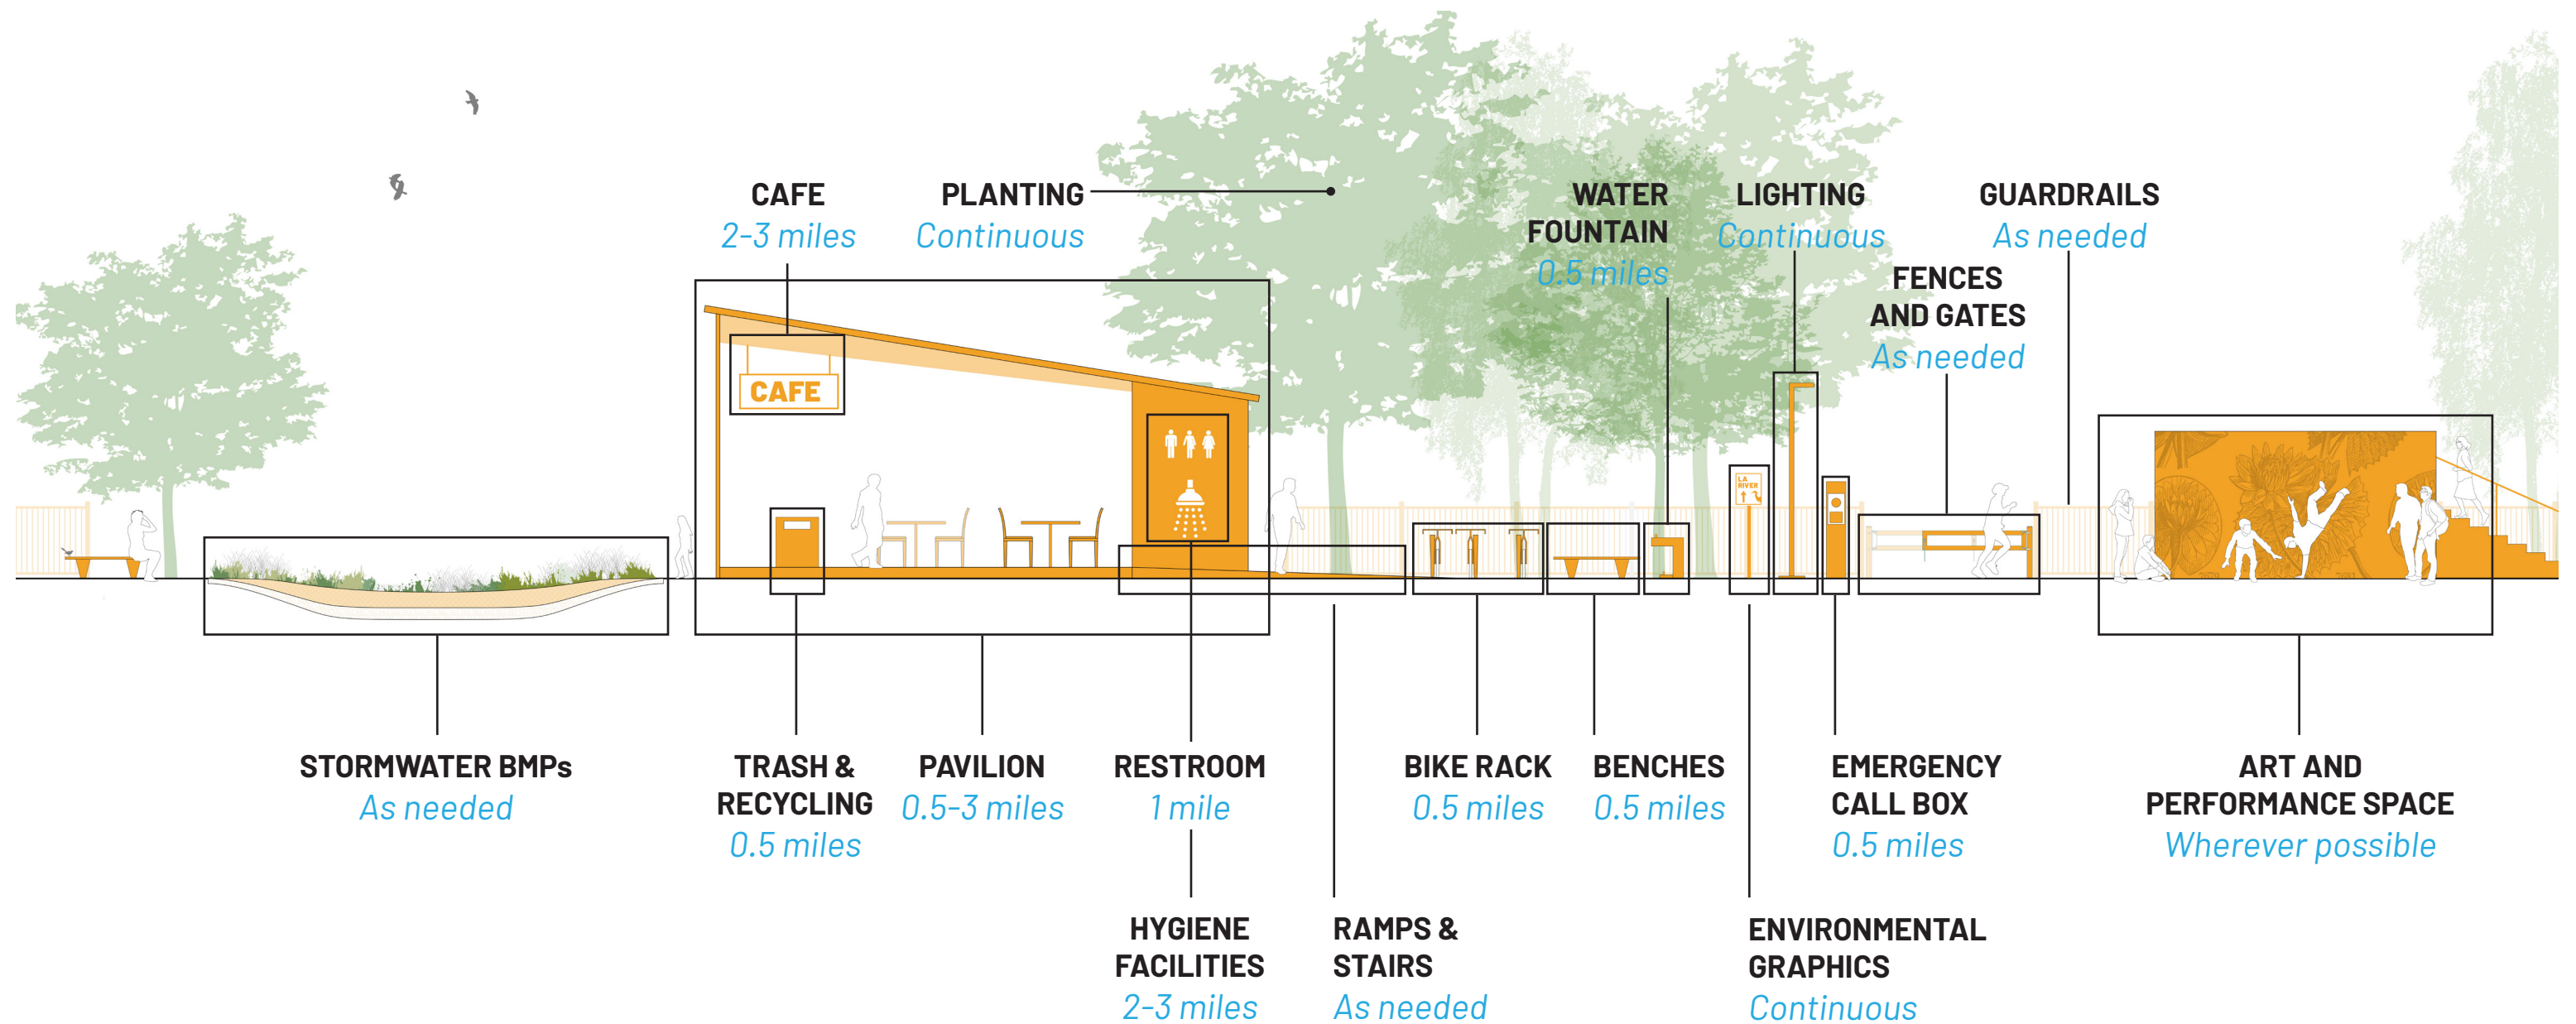 CAFE
2-3 miles
PLANTING
Continuous
WATER
FOUNTAIN
0.5 miles
LIGHTING
Continuous
GUARDRAILS
As needed
FENCES
AND GATES
As needed
CAFE
LA
RIVER
STORMWATER BMPs
As needed
TRASH &
RECYCLING
0.5 miles
PAVILION
0.5-3 miles
RESTROOM
1 mile
HYGIENE
FACILITIES
2-3 miles
RAMPS &
STAIRS
As needed
BIKE RACK
0.5 miles
BENCHES
0.5 miles
ENVIRONMENTAL
GRAPHICS
Continuous
EMERGENCY
CALL BOX
0.5 miles
ART AND
PERFORMANCE SPACE
Wherever possible